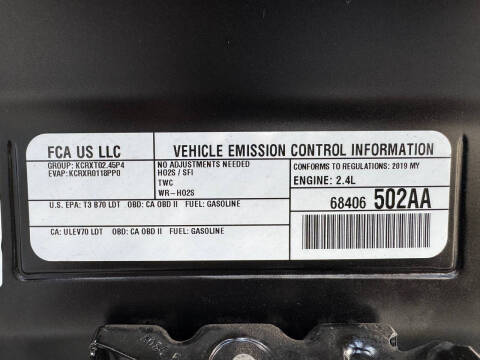 FCA US LLC
VEHICLE EMISSION CONTROL INFORMATION
GROUP: KCRXT02.45P4
EVAP: KCRXR0118PP0
NO ADJUSTMENTS NEEDED
HO2S / SFI
TWC
WR-HO2S
CONFORMS TO REGULATIONS: 2019 MY
ENGINE: 2.4L
U.S. EPA: T3 B70 LDT OBD: CA OBD II FUEL: GASOLINE
68406 502AA
CA: ULEV70 LDT OBD: CA OBD II FUEL: GASOLINE